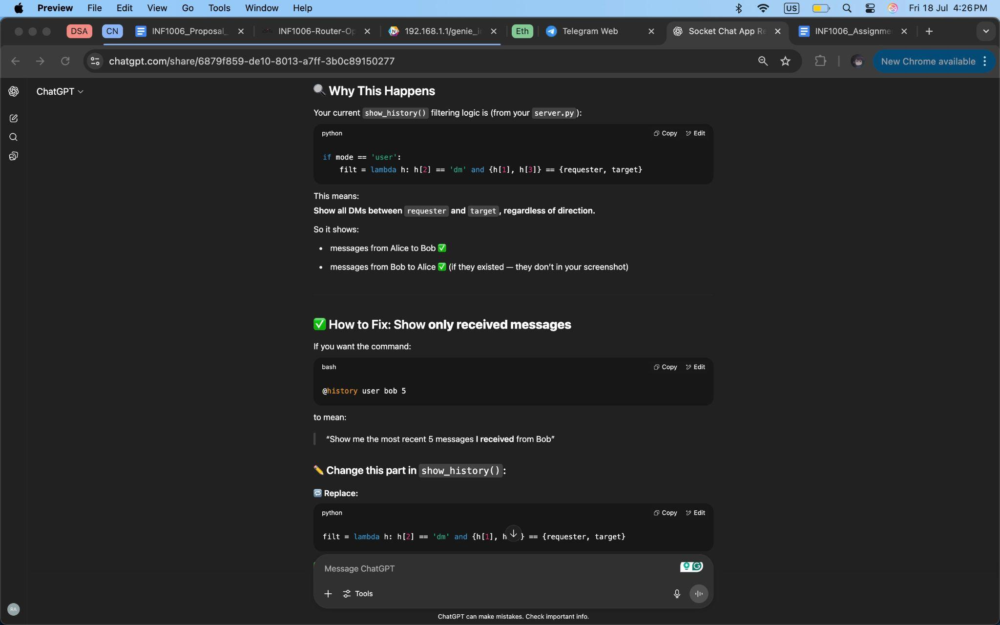 Preview File Edit View Go Tools Window Help US Fri 18 Jul 4:26 PM
DSA CN INF1006_Proposal_ INF1006-Router-Op 192.168.1.1/genie_i Eth Telegram Web Socket Chat App Re INF1006_Assignme
chatgpt.com/share/6879f859-de10-8013-a7ff-3b0c89150277 New Chrome available
ChatGPT
🔍 Why This Happens
Your current show_history() filtering logic is (from your server.py):
python Copy Edit
if mode == 'user':
    filt = lambda h: h[2] == 'dm' and {h[1], h[3]} == {requester, target}
This means:
Show all DMs between requester and target, regardless of direction.
So it shows:
• messages from Alice to Bob ✅
• messages from Bob to Alice ✅ (if they existed — they don’t in your screenshot)
✅ How to Fix: Show only received messages
If you want the command:
bash Copy Edit
@history user bob 5
to mean:
“Show me the most recent 5 messages I received from Bob”
✏️ Change this part in show_history():
🔁 Replace:
python Copy Edit
filt = lambda h: h[2] == 'dm' and {h[1], h } == {requester, target}
Message ChatGPT
Tools
RA
ChatGPT can make mistakes. Check important info.